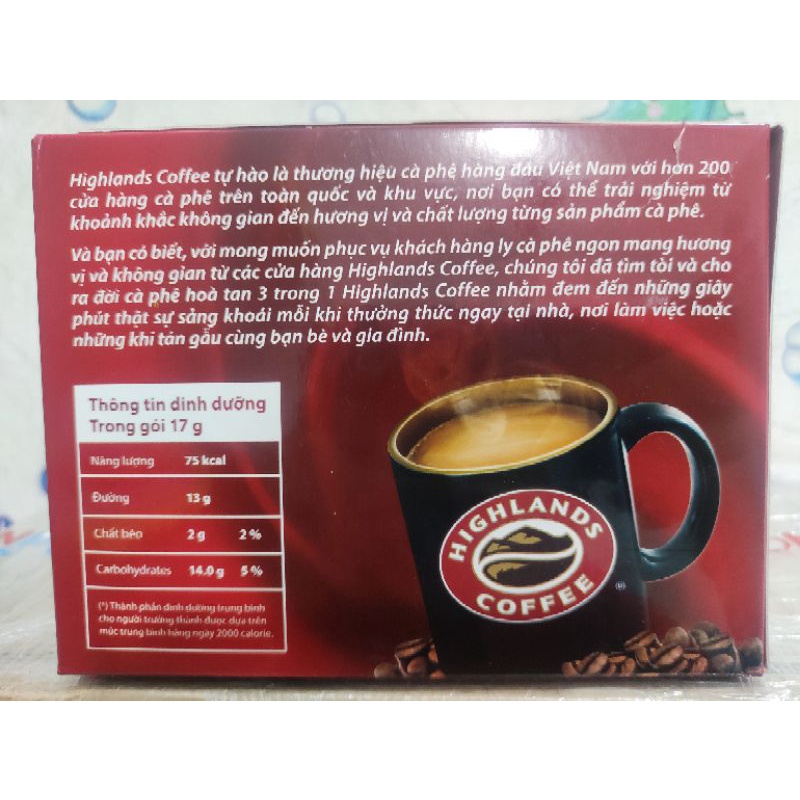 Highlands Coffee tự hào là thương hiệu cà phê hàng đầu Việt Nam với hơn 200
cửa hàng cà phê trên toàn quốc và khu vực, nơi bạn có thể trải nghiệm từ
khoảnh khắc không gian đến hương vị và chất lượng từng sản phẩm cà phê.
Và bạn có biết, với mong muốn phục vụ khách hàng ly cà phê ngon mang hương
vị và không gian từ các cửa hàng Highlands Coffee, chúng tôi đã tìm tòi và cho
ra đời cà phê hoà tan 3 trong 1 Highlands Coffee nhằm đem đến những giây
phút thật sự sảng khoái mỗi khi thưởng thức ngay tại nhà, nơi làm việc hoặc
những khi tán gẫu cùng bạn bè và gia đình.
Thông tin dinh dưỡng
Trong gói 17 g
Năng lượng 75 kcal
Đường 13 g
Chất béo 2 g 2 %
Carbohydrates 14.0 g 5 %
(*) Thành phần dinh dưỡng trung bình
cho người trưởng thành được dựa trên
mức trung bình hàng ngày 2000 calorie.
HIGHLANDS
COFFEE
®